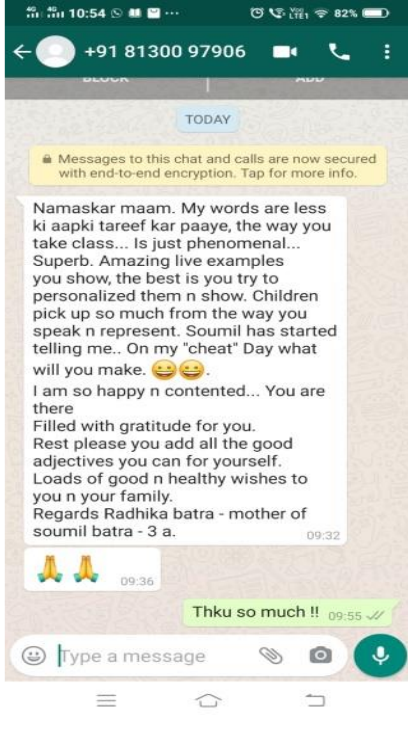 4G 4G 10:54 ... VoLTE1 82%
+91 81300 97906
BLOCK ADD
TODAY
Messages to this chat and calls are now secured
with end-to-end encryption. Tap for more info.
Namaskar maam. My words are less
ki aapki tareef kar paaye, the way you
take class... Is just phenomenal...
Superb. Amazing live examples
you show, the best is you try to
personalized them n show. Children
pick up so much from the way you
speak n represent. Soumil has started
telling me.. On my "cheat" Day what
will you make. 😀😀.
I am so happy n contented... You are
there
Filled with gratitude for you.
Rest please you add all the good
adjectives you can for yourself.
Loads of good n healthy wishes to
you n your family.
Regards Radhika batra - mother of
soumil batra - 3 a.
09:32
🙏 🙏 09:36
Thku so much !! 09:55
Type a message